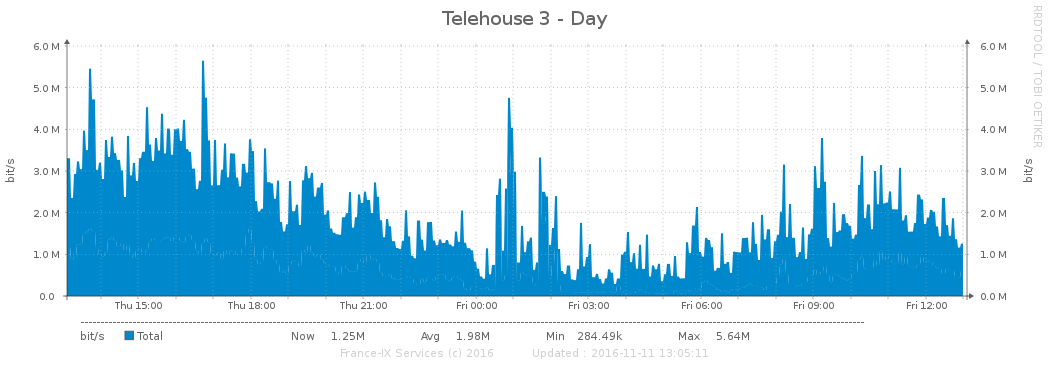 Telehouse 3 - Day
RRDTOOL / TOBI OETIKER
bit/s
6.0 M 6.0 M
5.0 M 5.0 M
4.0 M 4.0 M
3.0 M 3.0 M
2.0 M 2.0 M
1.0 M 1.0 M
0.0 0.0 M
bit/s
Thu 15:00 Thu 18:00 Thu 21:00 Fri 00:00 Fri 03:00 Fri 06:00 Fri 09:00 Fri 12:00
bit/s Total Now 1.25M Avg 1.98M Min 284.49k Max 5.64M
France-IX Services (c) 2016 Updated : 2016-11-11 13:05:11